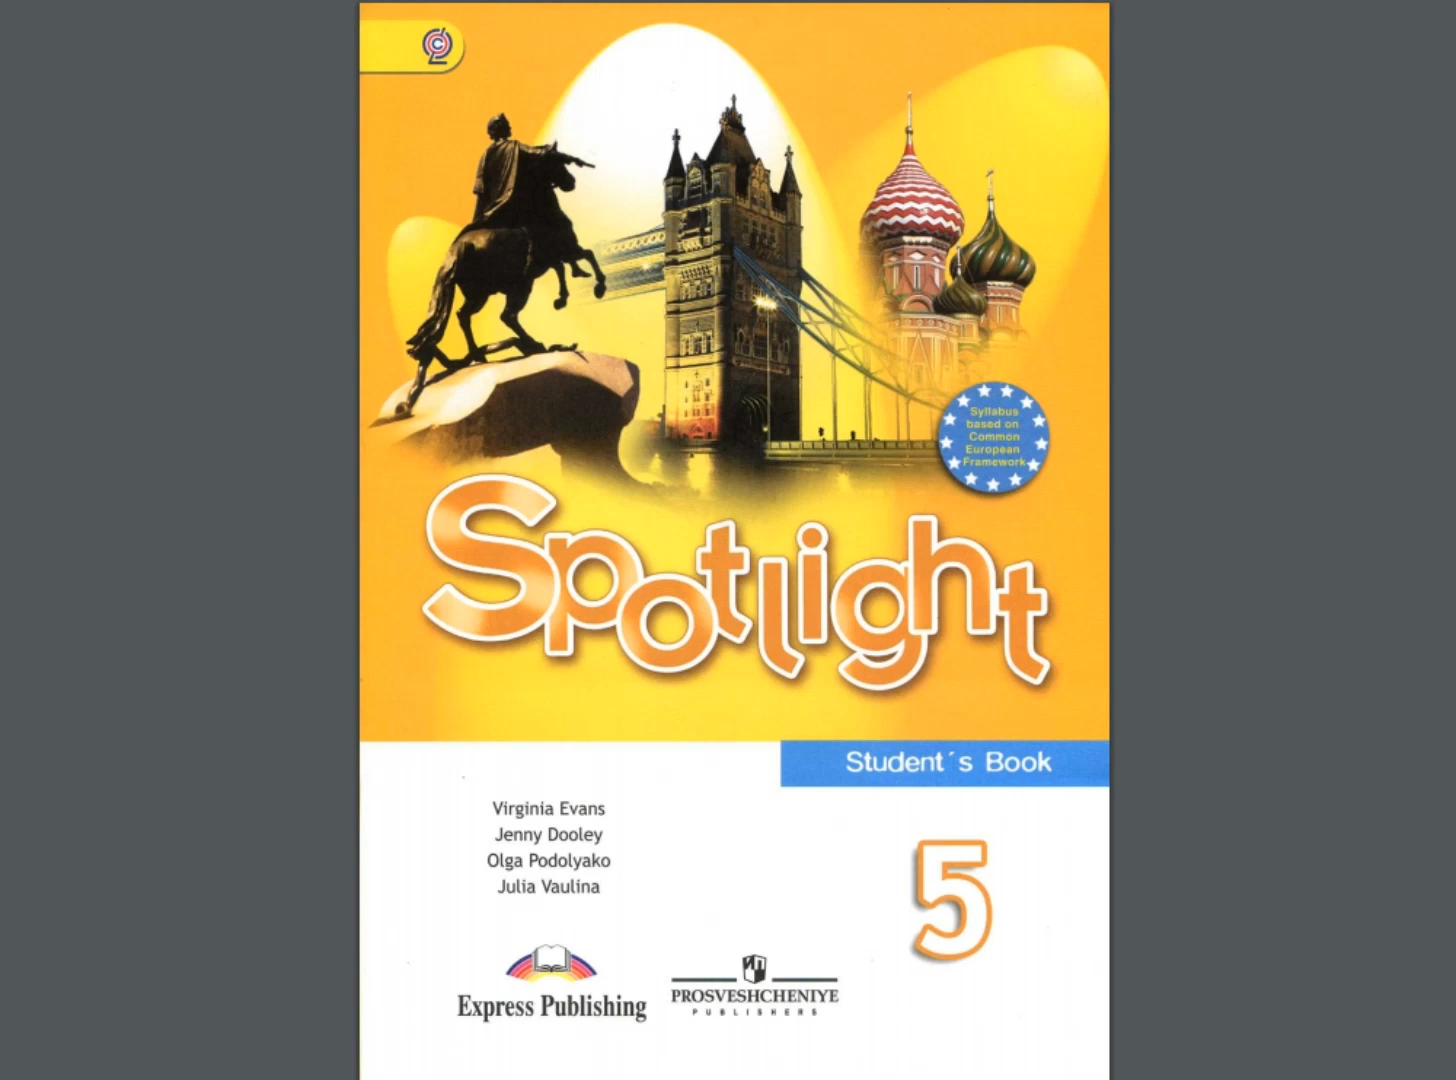 Syllabus
based on
Common
European
Framework
Spotlight
Student´s Book
Virginia Evans
Jenny Dooley
Olga Podolyako
Julia Vaulina
5
Express Publishing
ИП
PROSVESHCHENIYE
PUBLISHERS